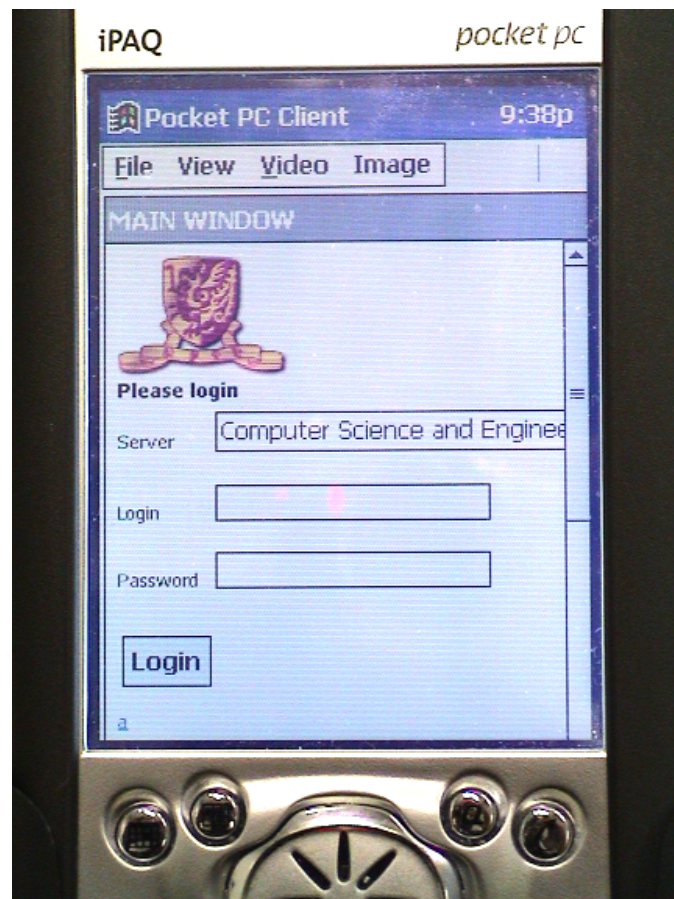 iPAQ pocket pc
Pocket PC Client 9:38p
File View Video Image
MAIN WINDOW
Please login
Server Computer Science and Enginee
Login
Password
Login
a